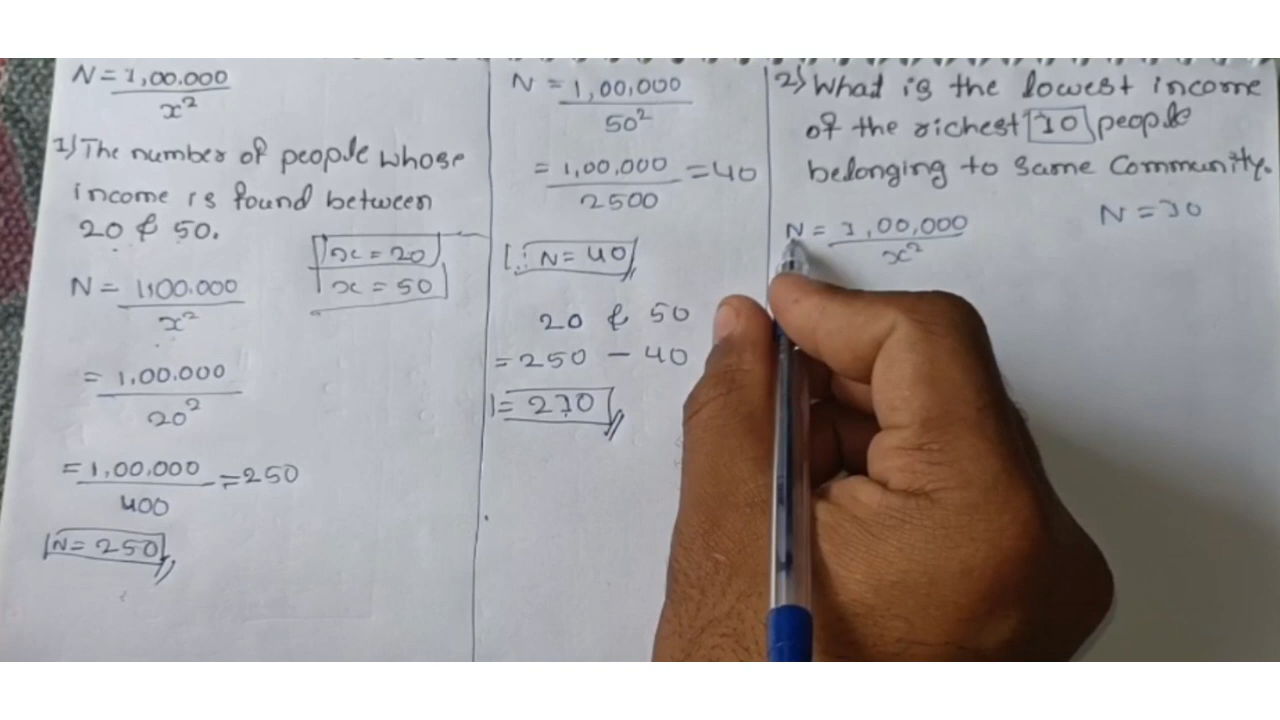 N = 1,00.000
x²
1) The number of people whose
income is found between
20 & 50.
x = 20
x = 50
N = 1,00.000
x²
= 1,00.000
20²
= 1,00,000 = 250
400
N = 250
N = 1,00,000
50²
= 1,00,000 = 40
2500
∴ N = 40
20 & 50
= 250 - 40
= 210
2) What is the lowest income
of the richest 10 people
belonging to same community.
N = 10
N = 1,00,000
x²